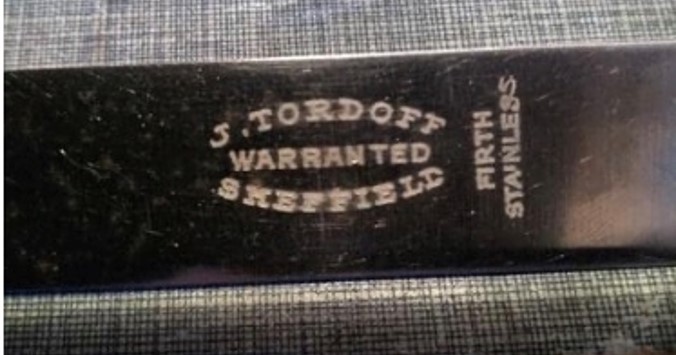 J. TORDOFF
WARRANTED
SHEFFIELD
FIRTH
STAINLESS